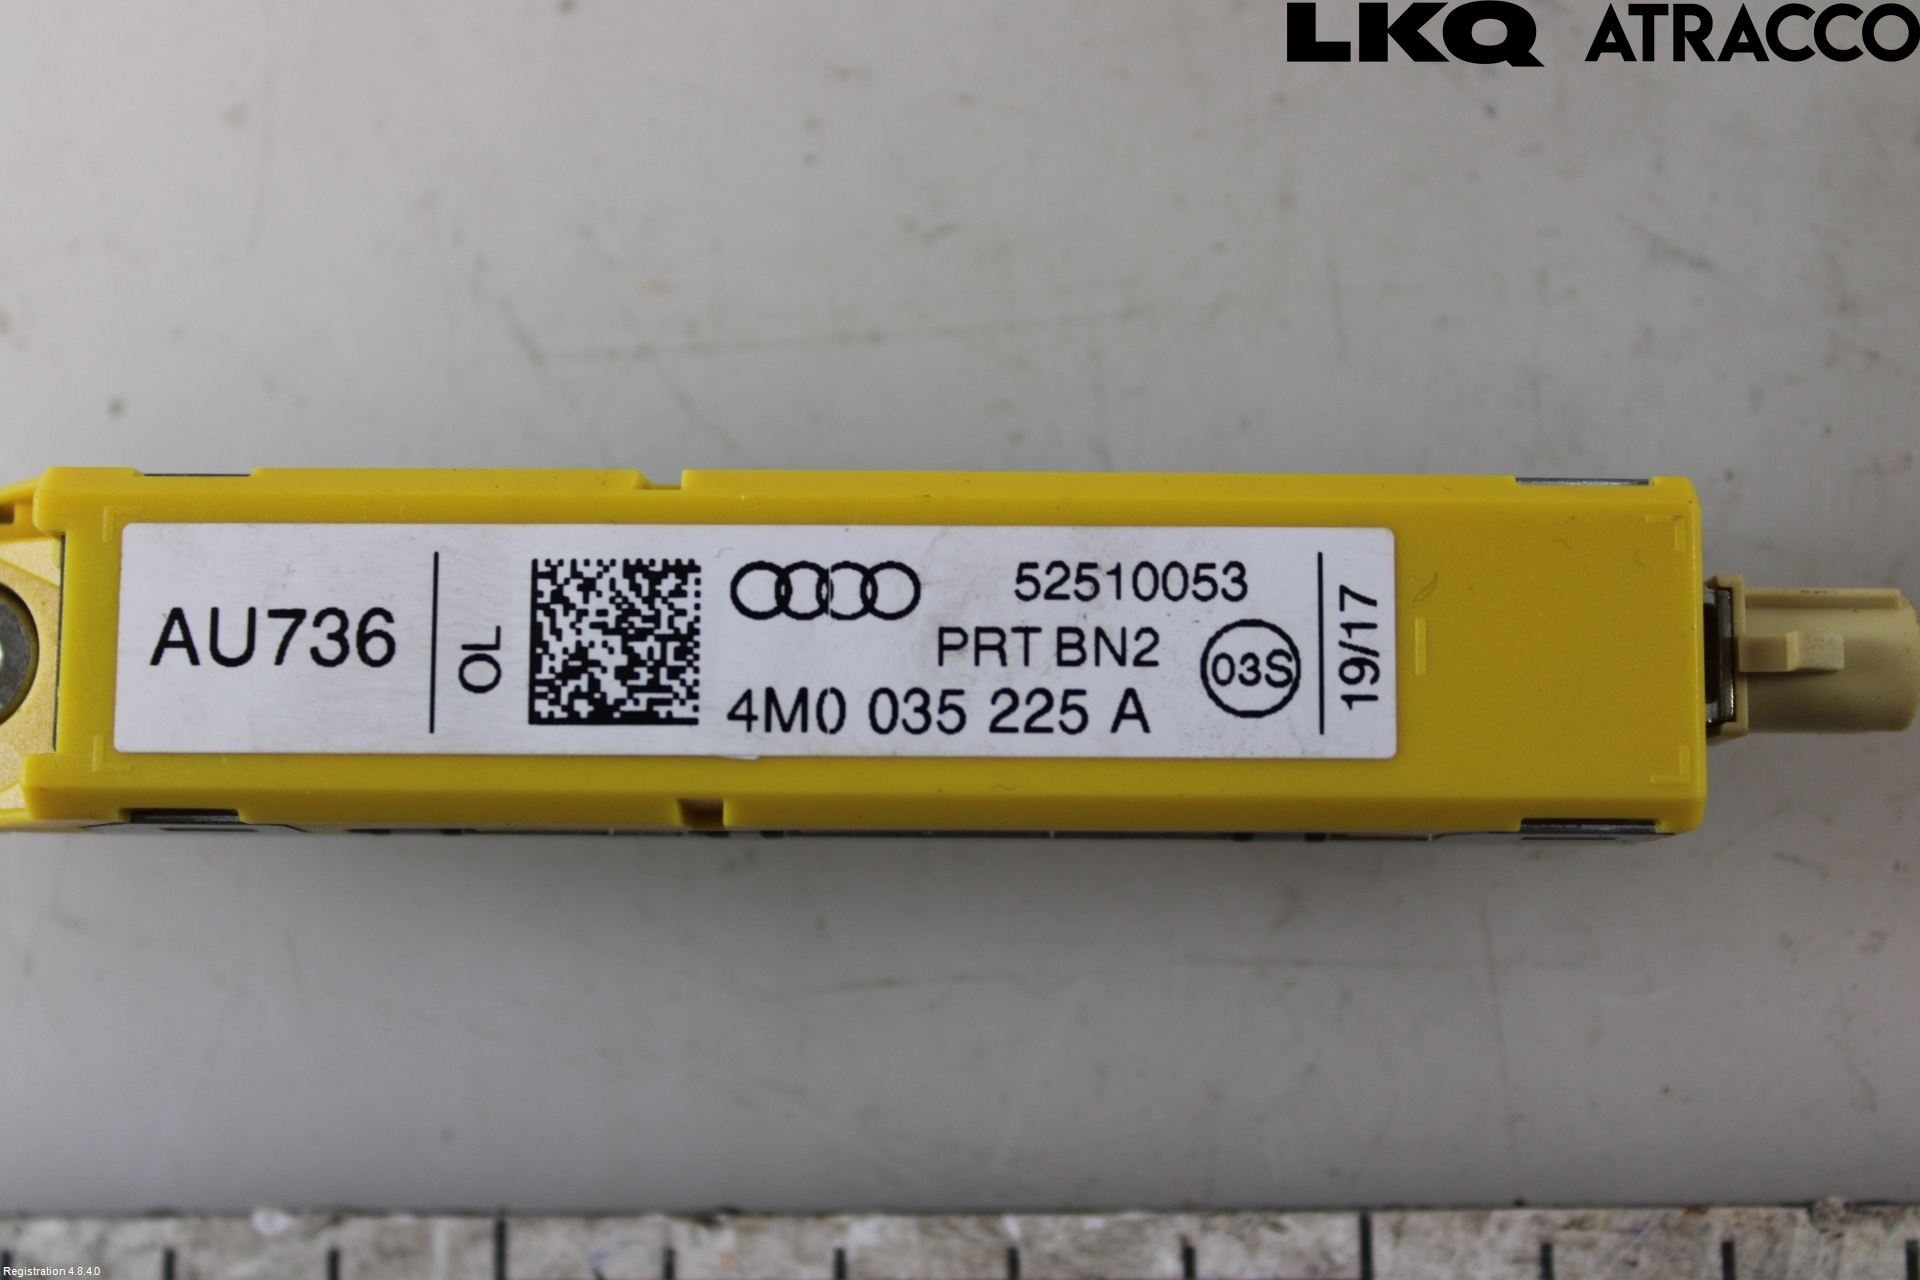 LKQ ATRACCO
AU736
OL
52510053
PRT BN2
03S
4M0 035 225 A
19/17
Registration 4.8.4.0